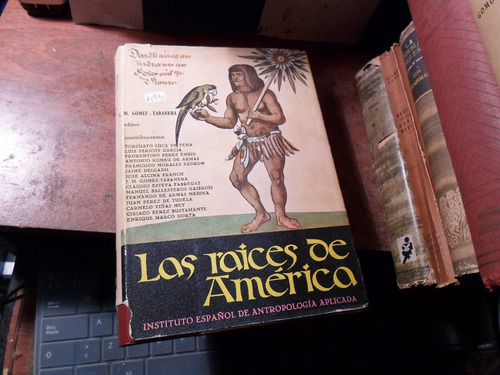 M. GOMEZ-TABANERA
editor
contribuyentes:
TORCUATO LUCA DE TENA
LUIS PERICOT GARCIA
FLORENTINO PEREZ EMBID
ANTONIO RUMEU DE ARMAS
FRANCISCO MORALES PADRON
JAIME DELGADO
JOSE ALCINA FRANCH
J. M. GOMEZ-TABANERA
CLAUDIO ESTEVA FABREGAT
MANUEL BALLESTEROS GAIBROIS
FERNANDO DE ARMAS MEDINA
JUAN PEREZ DE TUDELA
CARMELO VIÑAS MEY
CIRIACO PEREZ BUSTAMANTE
ENRIQUE MARCO DORTA
Las raices de
América
INSTITUTO ESPAÑOL DE ANTROPOLOGÍA APLICADA